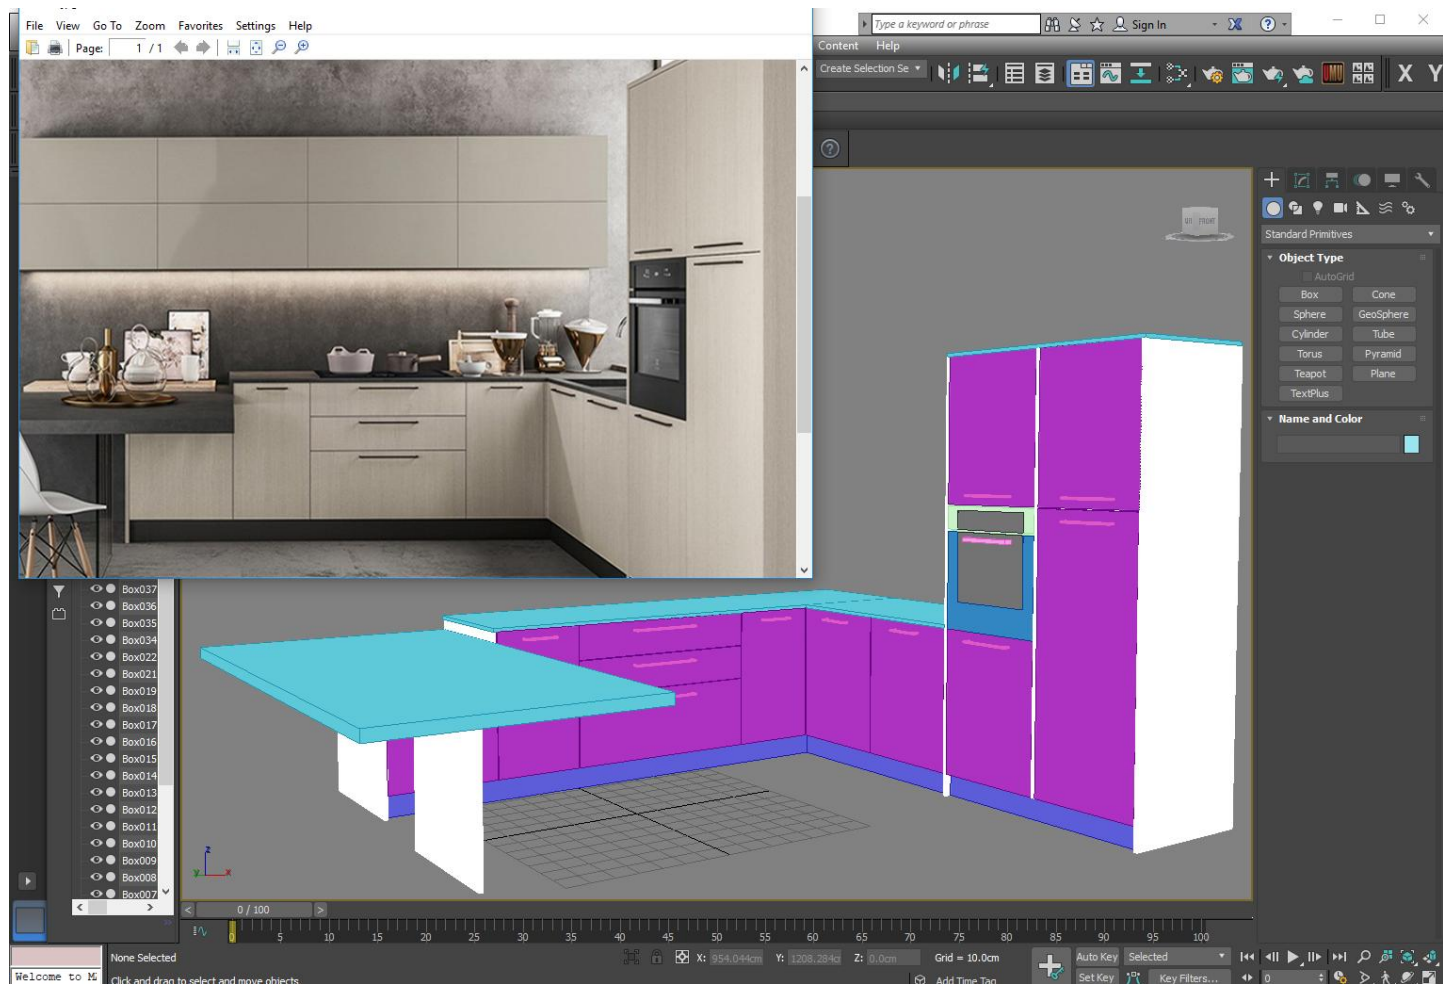 File View Go To Zoom Favorites Settings Help
Page: 1 / 1
Type a keyword or phrase
Sign In
Content Help
Create Selection Se
X Y
FRONT
Standard Primitives
Object Type
AutoGrid
Box Cone
Sphere GeoSphere
Cylinder Tube
Torus Pyramid
Teapot Plane
TextPlus
Name and Color
Box037
Box036
Box035
Box034
Box022
Box021
Box019
Box018
Box017
Box016
Box015
Box014
Box013
Box012
Box011
Box010
Box009
Box008
Box007
z
y x
0 / 100
0 5 10 15 20 25 30 35 40 45 50 55 60 65 70 75 80 85 90 95 100
None Selected
X: 954.044cm Y: 1208.284cm Z: 0.0cm Grid = 10.0cm
Auto Key Selected
Welcome to M
Click and drag to select and move objects
Add Time Tag
Set Key Key Filters... 0